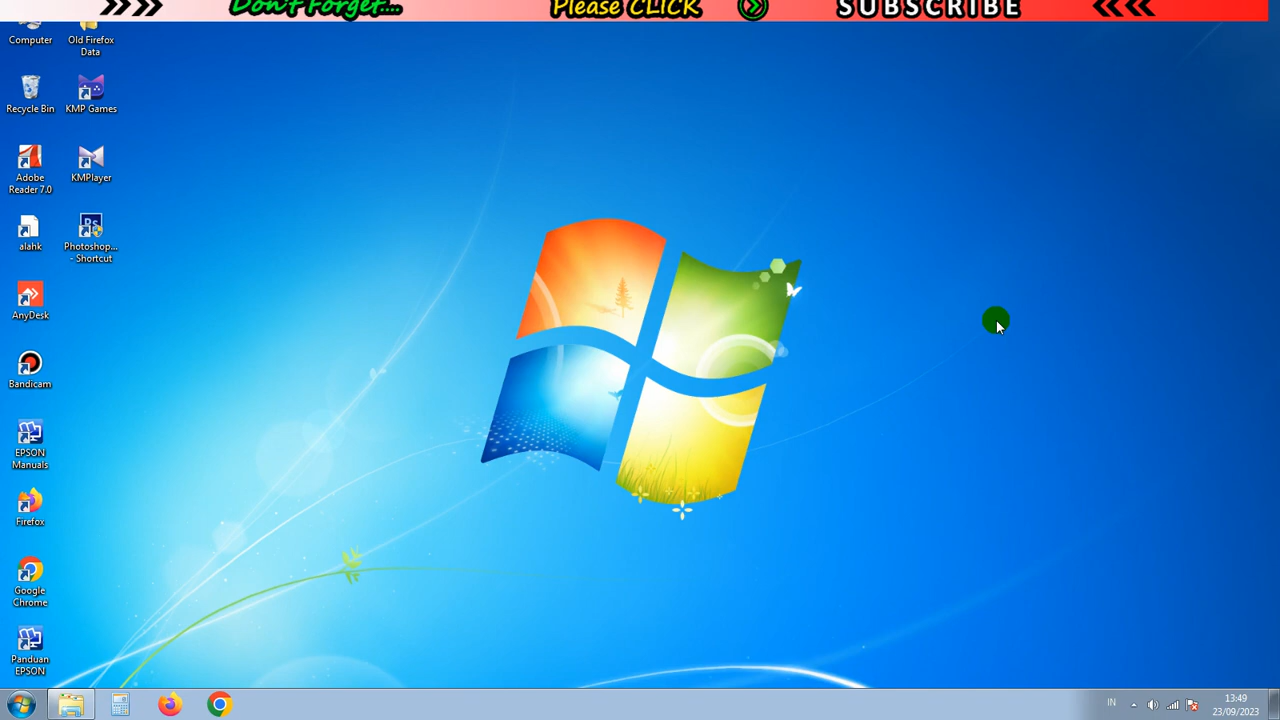 Don't Forget.... Please CLICK SUBSCRIBE
Computer
Old Firefox
Data
Recycle Bin
KMP Games
Adobe
Reader 7.0
KMPlayer
alahk
Ps
Photoshop...
- Shortcut
AnyDesk
Bandicam
EPSON
Manuals
Firefox
Google
Chrome
Panduan
EPSON
IN
13:49
23/09/2023